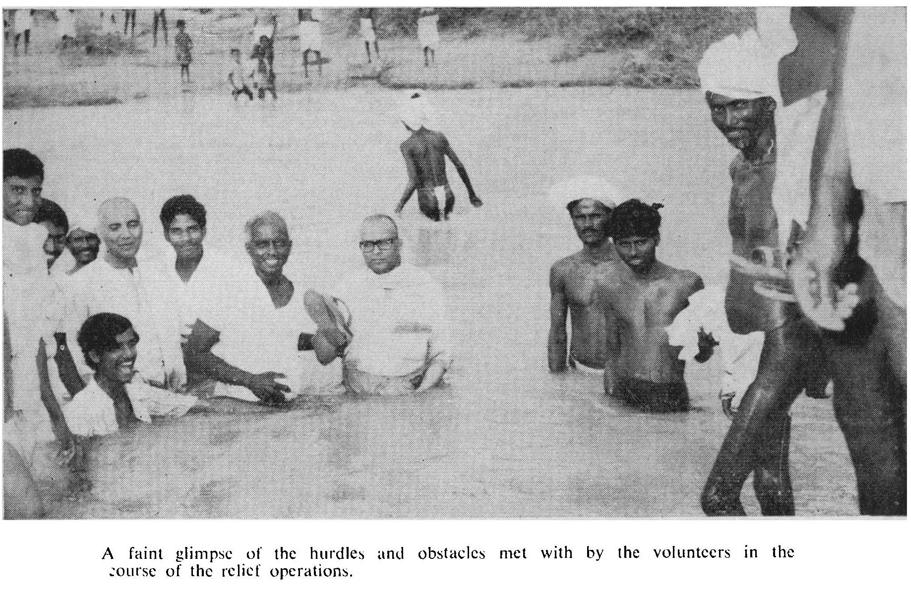 A faint glimpse of the hurdles and obstacles met with by the volunteers in the
course of the relief operations.